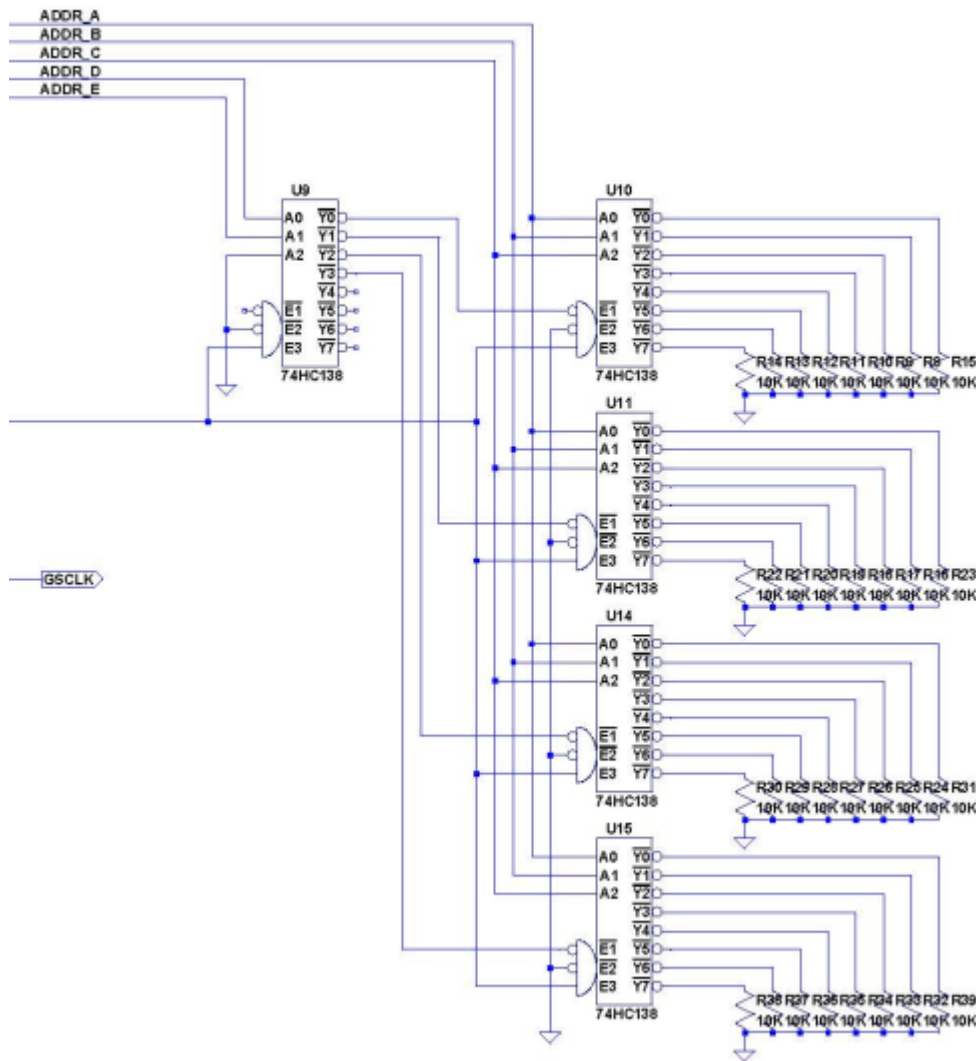 ADDR_A
ADDR_B
ADDR_C
ADDR_D
ADDR_E
U9
A0 Y0
A1 Y1
A2 Y2
Y3
Y4
E1 Y5
E2 Y6
E3 Y7
74HC138
GSCLK
U10
A0 Y0
A1 Y1
A2 Y2
Y3
Y4
E1 Y5
E2 Y6
E3 Y7
74HC138
R14 R13 R12 R11 R10 R9 R8 R15
10K 10K 10K 10K 10K 10K 10K 10K
U11
A0 Y0
A1 Y1
A2 Y2
Y3
Y4
E1 Y5
E2 Y6
E3 Y7
74HC138
R22 R21 R20 R19 R18 R17 R16 R23
10K 10K 10K 10K 10K 10K 10K 10K
U14
A0 Y0
A1 Y1
A2 Y2
Y3
Y4
E1 Y5
E2 Y6
E3 Y7
74HC138
R30 R29 R28 R27 R26 R25 R24 R31
10K 10K 10K 10K 10K 10K 10K 10K
U15
A0 Y0
A1 Y1
A2 Y2
Y3
Y4
E1 Y5
E2 Y6
E3 Y7
74HC138
R38 R37 R36 R35 R34 R33 R32 R39
10K 10K 10K 10K 10K 10K 10K 10K